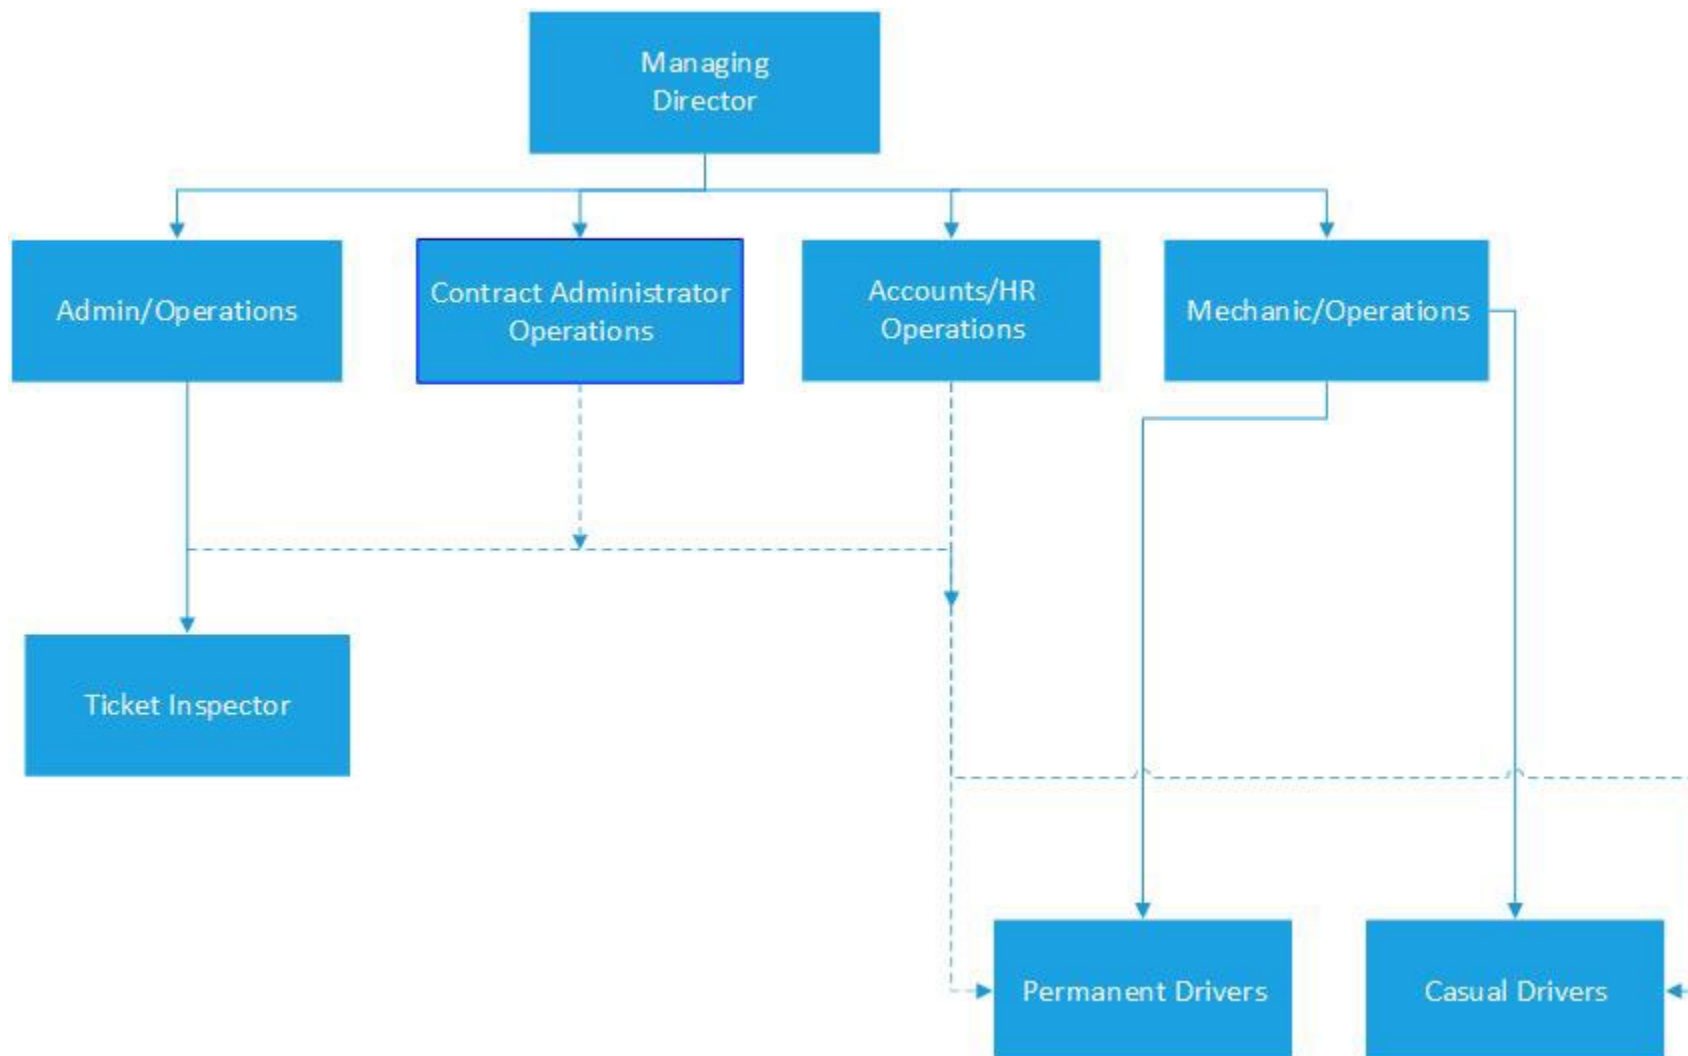 Managing
Director
Admin/Operations
Contract Administrator
Operations
Accounts/HR
Operations
Mechanic/Operations
Ticket Inspector
Permanent Drivers
Casual Drivers